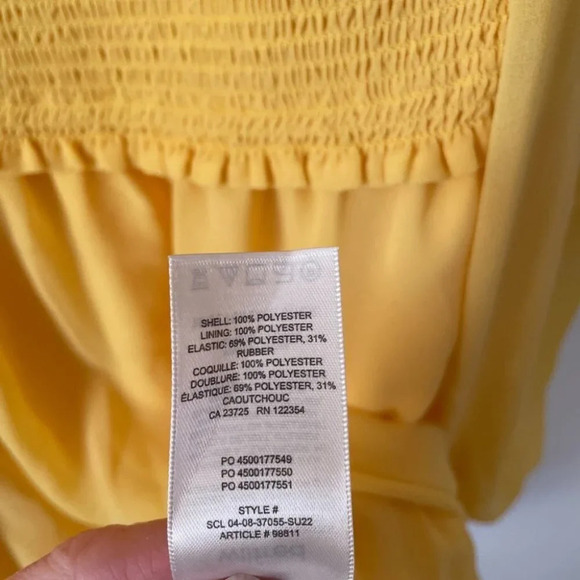 SHELL: 100% POLYESTER
LINING: 100% POLYESTER
ELASTIC: 69% POLYESTER, 31%
RUBBER
COQUILLE: 100% POLYESTER
DOUBLURE: 100% POLYESTER
ÉLASTIQUE: 69% POLYESTER, 31%
CAOUTCHOUC
CA 23725 RN 122354
PO 4500177549
PO 4500177550
PO 4500177551
STYLE #
SCL 04-08-37055-SU22
ARTICLE # 98811